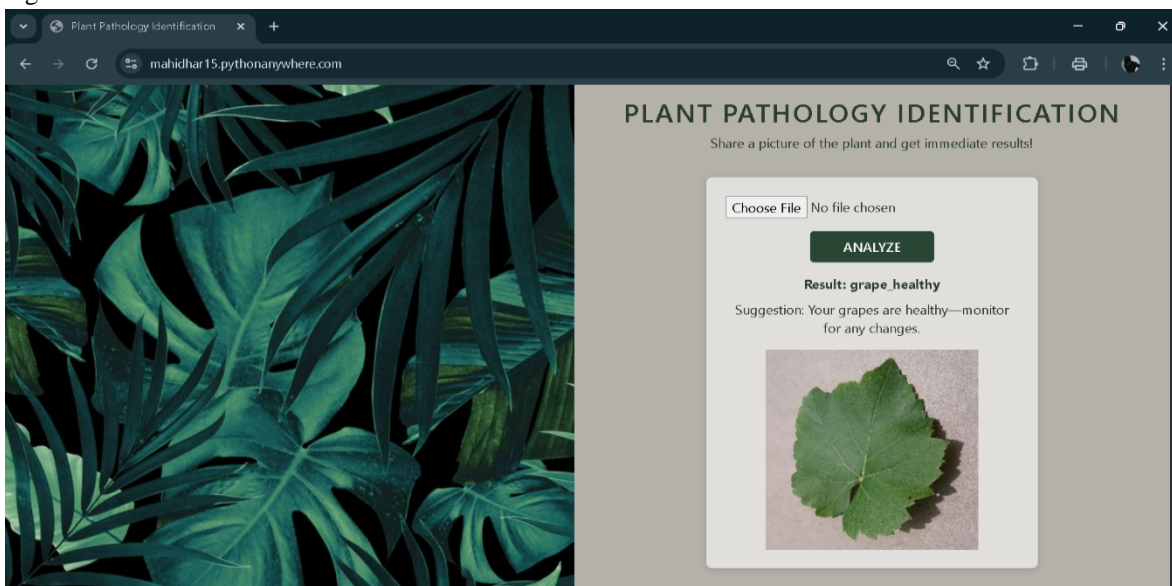 Plant Pathology Identification
mahidhar15.pythonanywhere.com
PLANT PATHOLOGY IDENTIFICATION
Share a picture of the plant and get immediate results!
Choose File No file chosen
ANALYZE
Result: grape_healthy
Suggestion: Your grapes are healthy—monitor
for any changes.